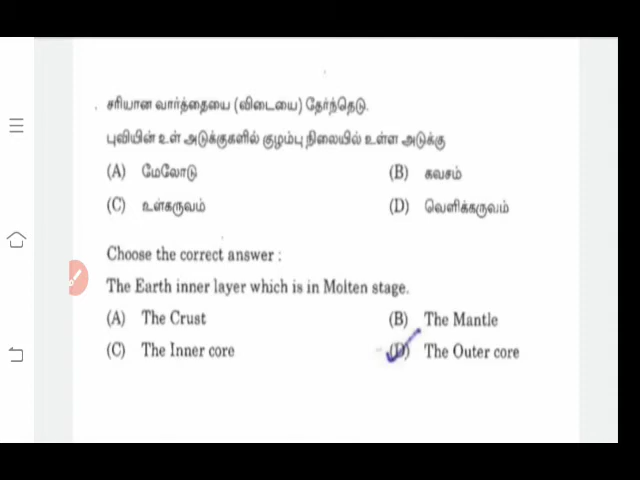 சரியான வார்த்தையை (விடையை) தேர்ந்தெடு.
புவியின் உள் அடுக்குகளில் குழம்பு நிலையில் உள்ள அடுக்கு
(A) மேலோடு (B) கவசம்
(C) உள்கருவம் (D) வெளிக்கருவம்
Choose the correct answer :
The Earth inner layer which is in Molten stage.
(A) The Crust (B) The Mantle
(C) The Inner core (D) The Outer core